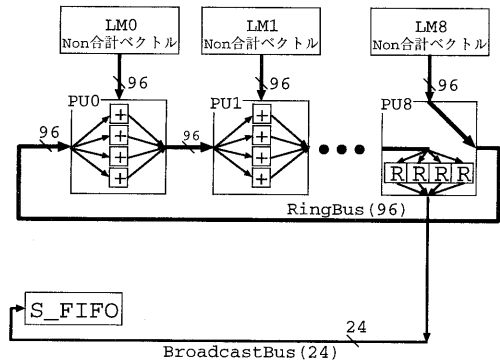 LM0 LM1 LM8
Non合計ベクトル Non合計ベクトル Non合計ベクトル
96 96 96
PU0 PU1 PU8
96 + 96 +
+ +
+ +
+ +
R R R R
RingBus(96)
S_FIFO
24
BroadcastBus(24)